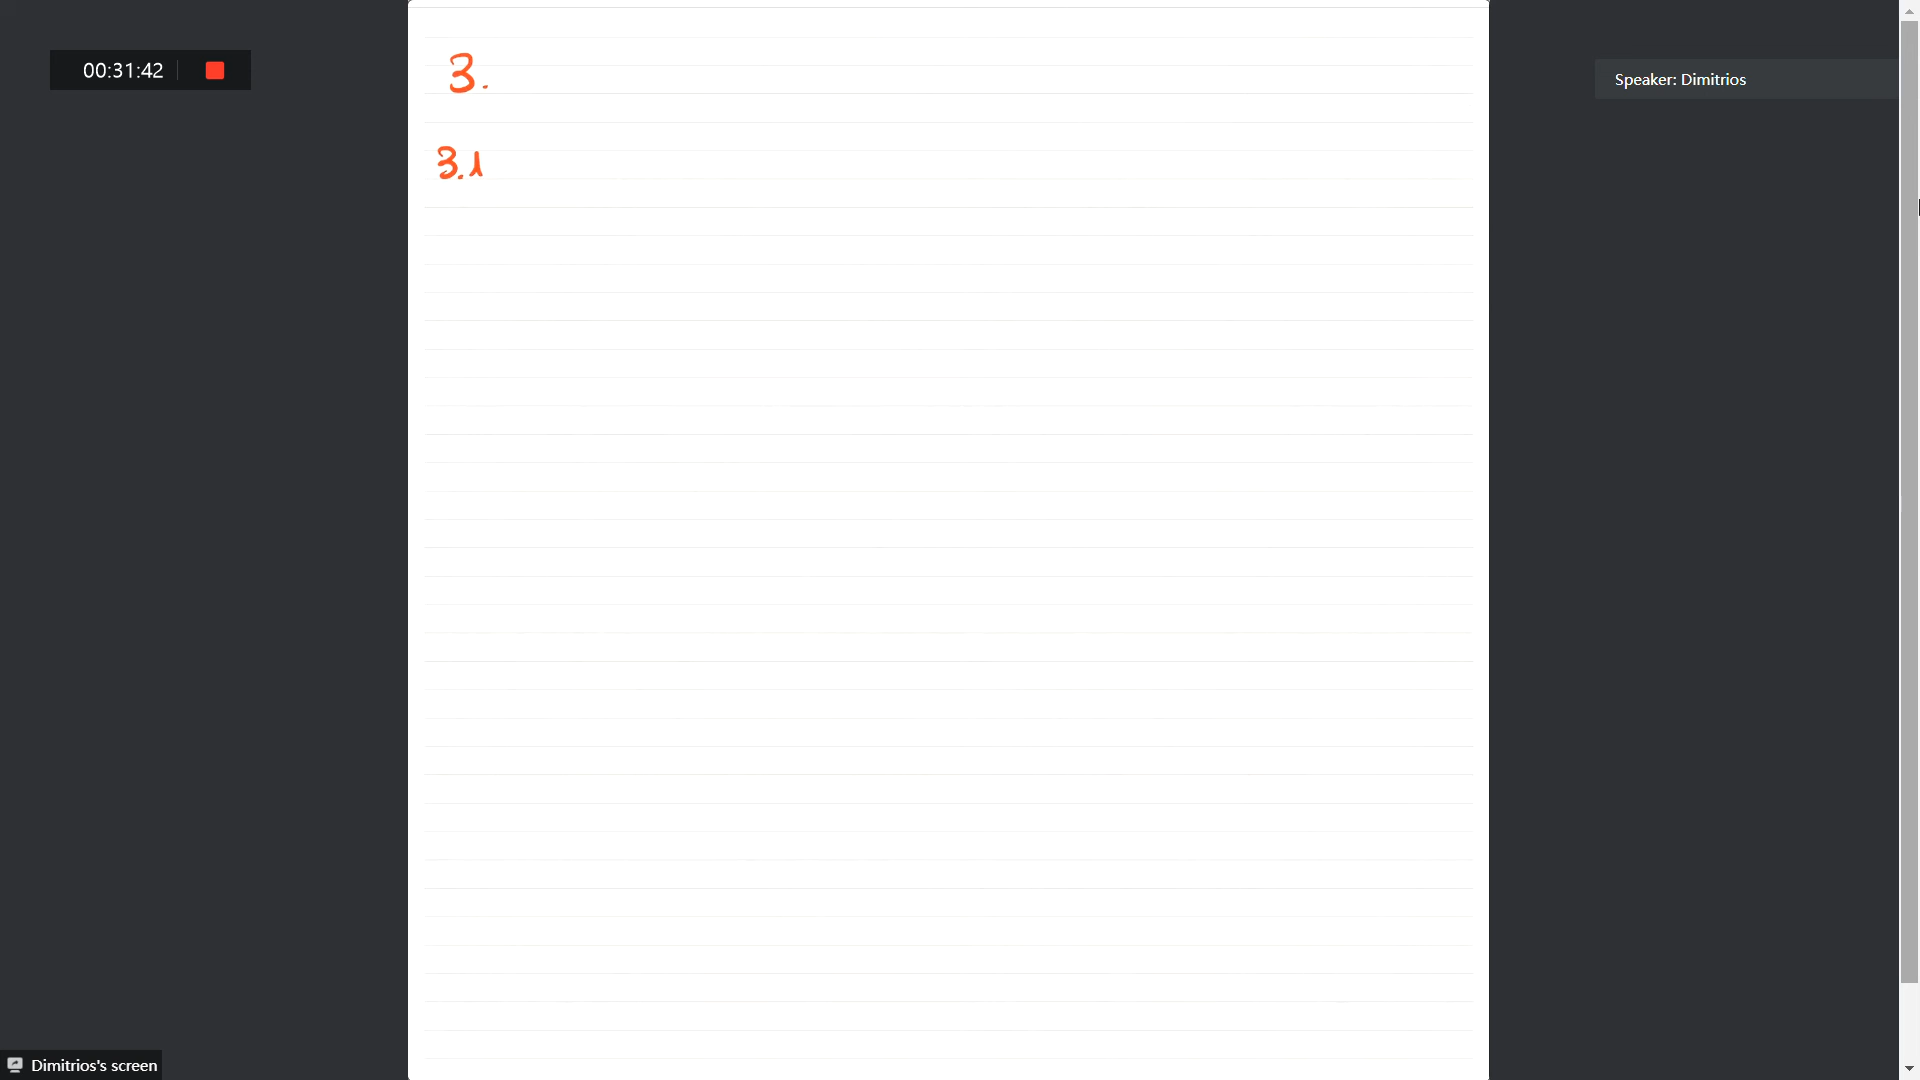 00:31:42
Speaker: Dimitrios
3.
3.1
Dimitrios's screen